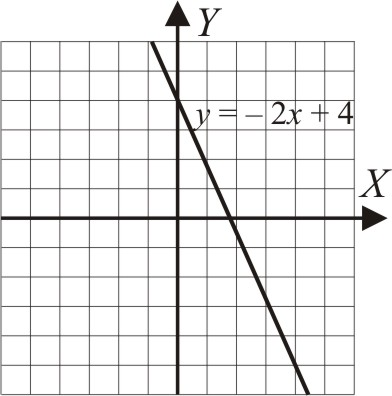 Y
y = – 2x + 4
X